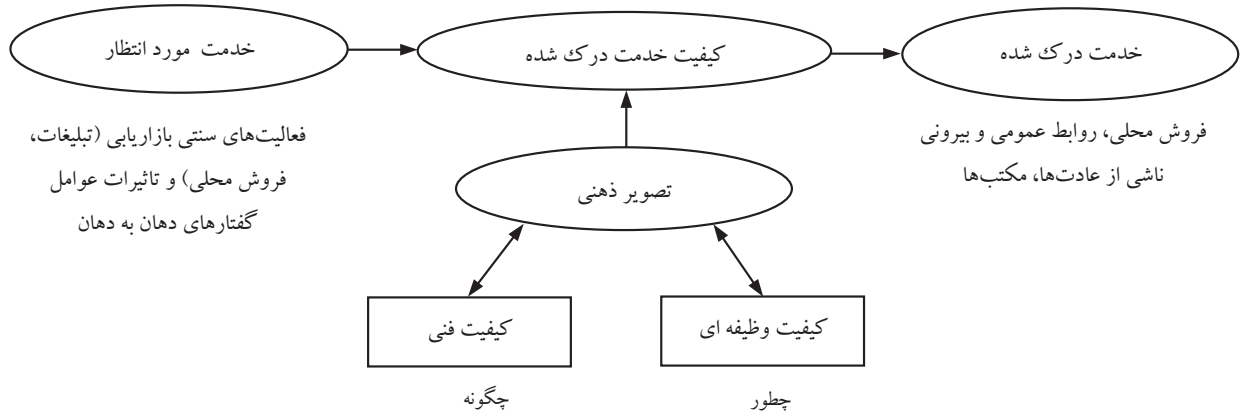 خدمت درک شده
کیفیت خدمت درک شده
خدمت مورد انتظار
فروش محلی، روابط عمومی و بیرونی
ناشی از عادت‌ها، مکتب‌ها
فعالیت‌های سنتی بازاریابی (تبلیغات،
فروش محلی) و تاثیرات عوامل
گفتارهای دهان به دهان
تصویر ذهنی
کیفیت وظیفه ای
کیفیت فنی
چطور
چگونه